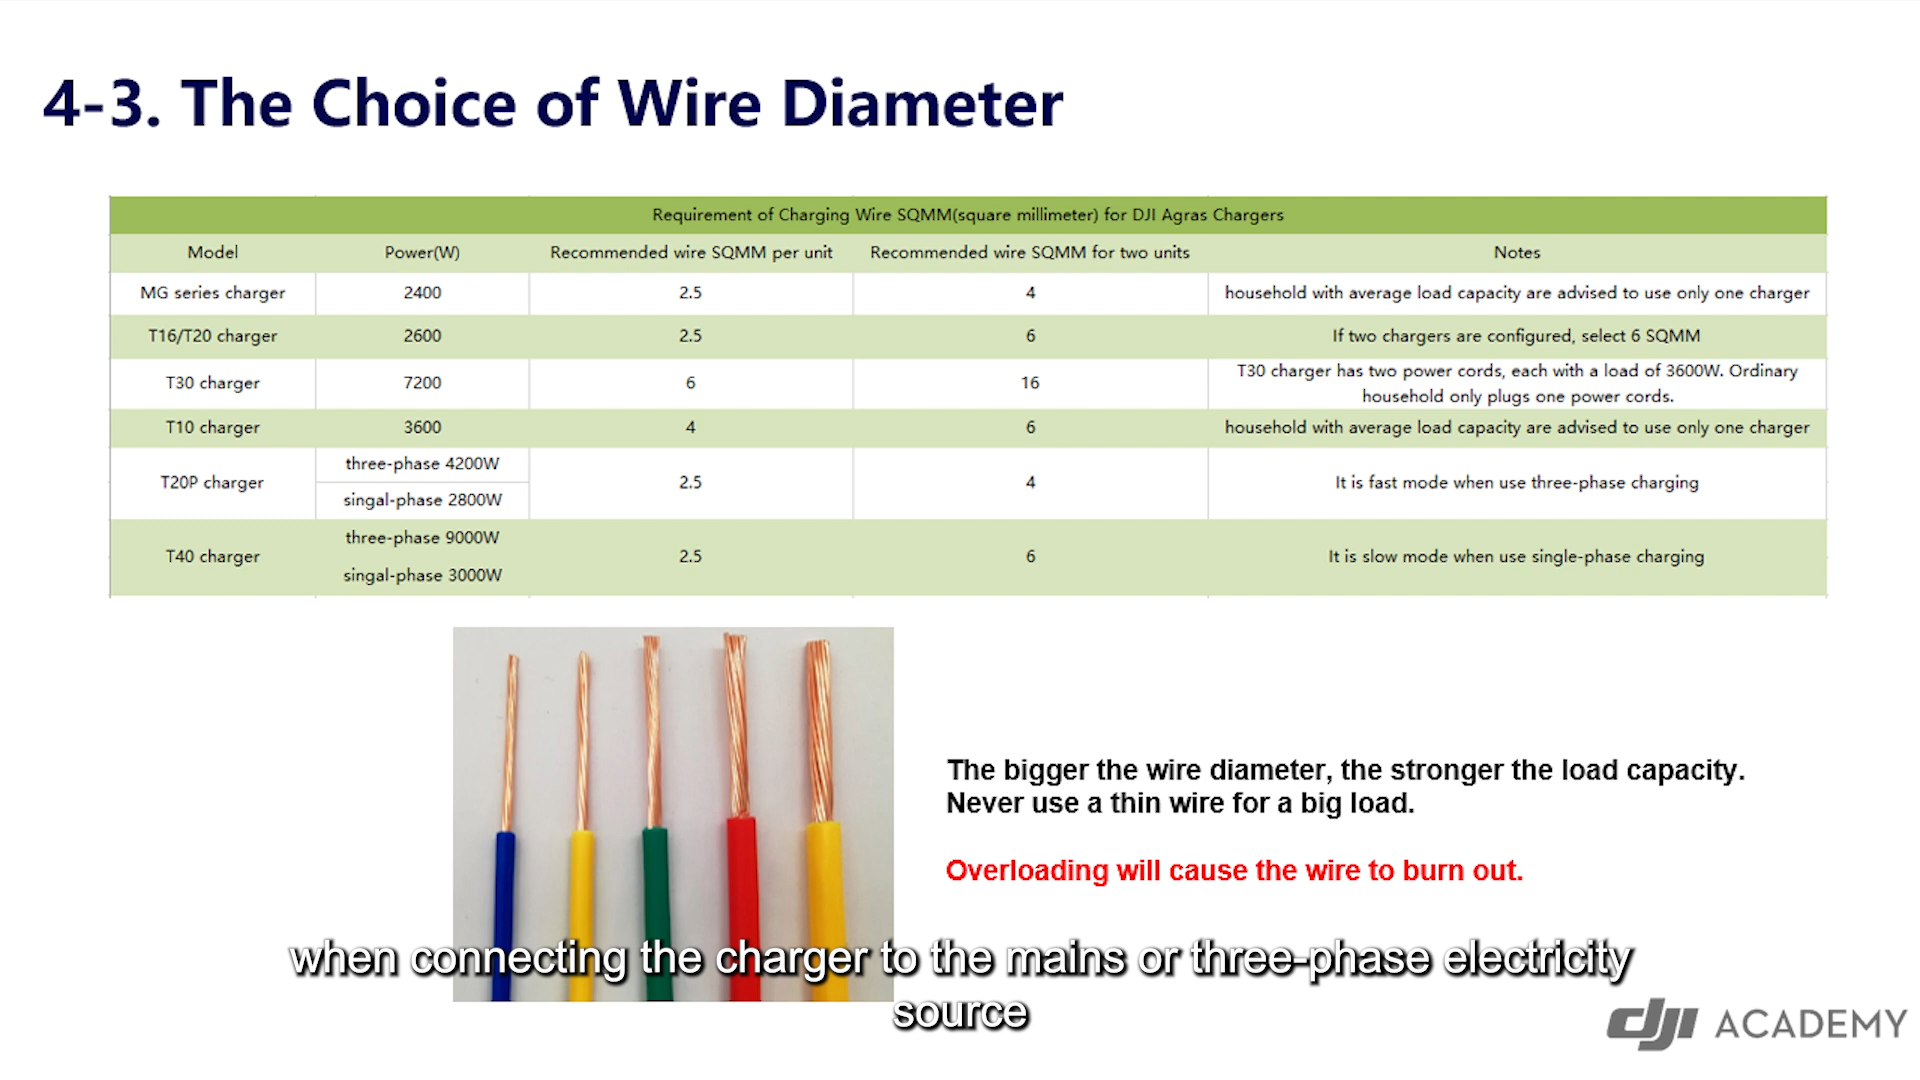 4-3. The Choice of Wire Diameter
Requirement of Charging Wire SQMM(square millimeter) for DJI Agras Chargers
Model Power(W) Recommended wire SQMM per unit Recommended wire SQMM for two units Notes
MG series charger 2400 2.5 4 household with average load capacity are advised to use only one charger
T16/T20 charger 2600 2.5 6 If two chargers are configured, select 6 SQMM
T30 charger 7200 6 16 T30 charger has two power cords, each with a load of 3600W. Ordinary
household only plugs one power cords.
T10 charger 3600 4 6 household with average load capacity are advised to use only one charger
three-phase 4200W
T20P charger 2.5 4 It is fast mode when use three-phase charging
singal-phase 2800W
three-phase 9000W
T40 charger 2.5 6 It is slow mode when use single-phase charging
singal-phase 3000W
The bigger the wire diameter, the stronger the load capacity.
Never use a thin wire for a big load.
Overloading will cause the wire to burn out.
when connecting the charger to the mains or three-phase electricity
source
dji ACADEMY